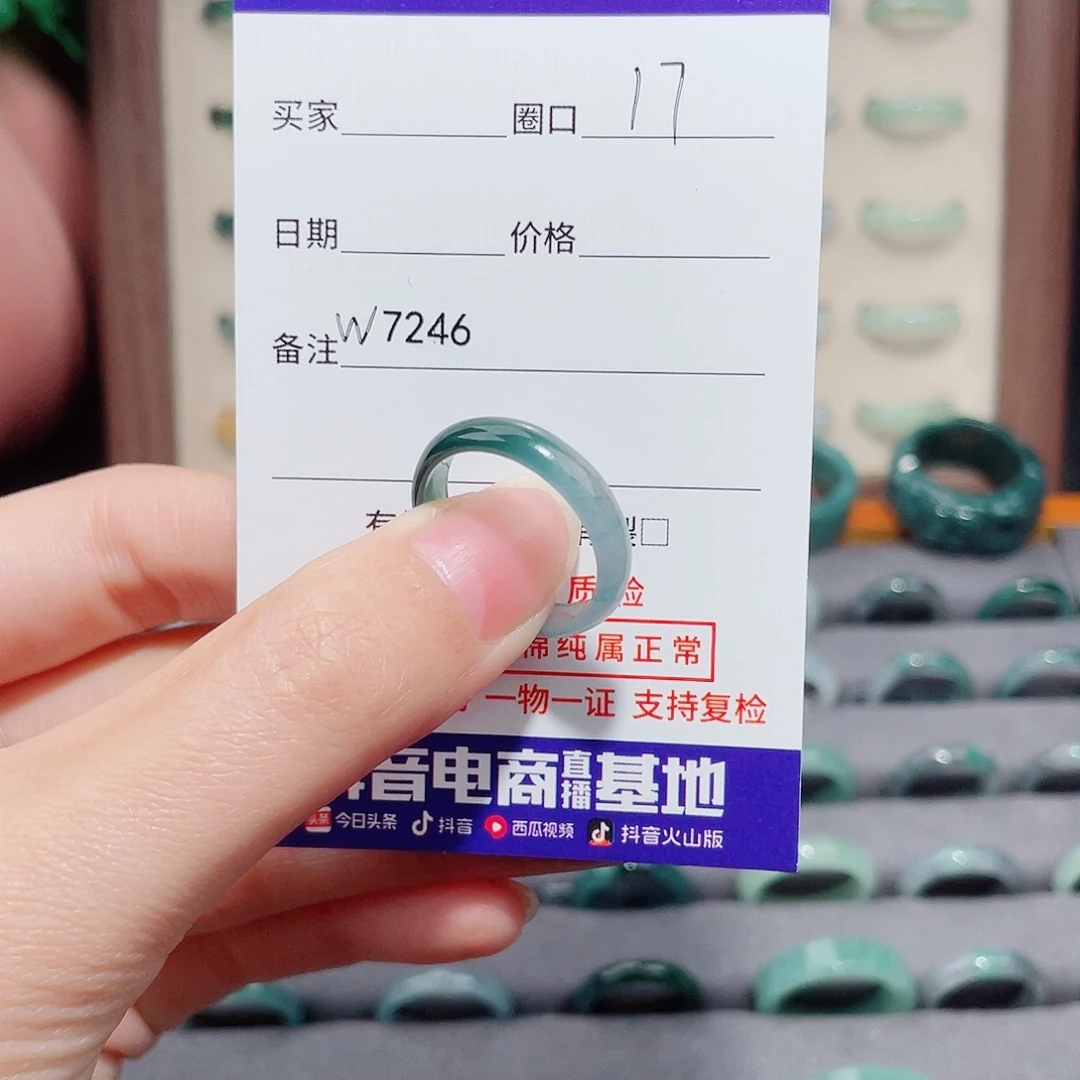 买家 圈口 17
日期 价格
备注 W7246
裂□
质 检
纯属正常
一物一证 支持复检
音电商直播基地
今日头条 抖音 西瓜视频 抖音火山版